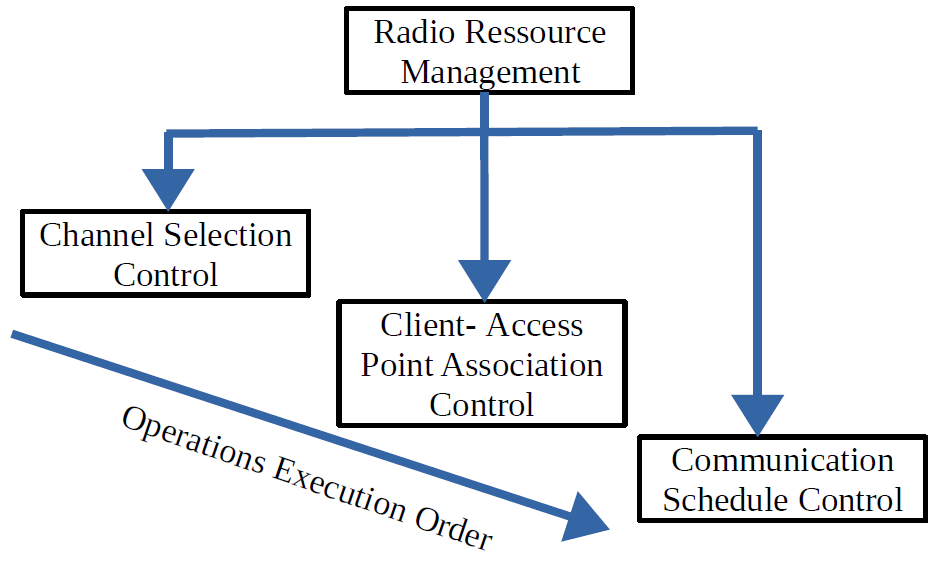 Radio Ressource
Management
Channel Selection
Control
Client- Access
Point Association
Control
Communication
Schedule Control
Operations Execution Order